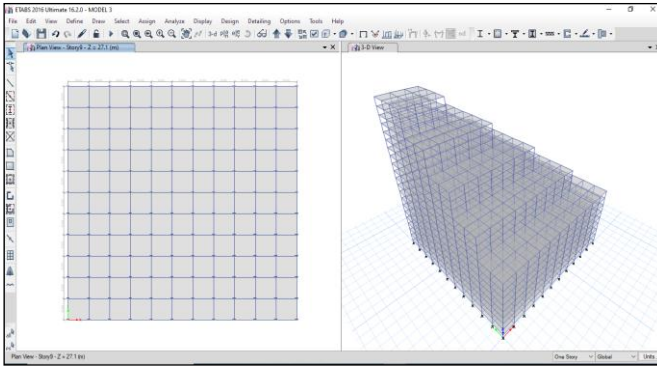 ETABS 2016 Ultimate 16.2.0 - MODEL 3
File Edit View Define Draw Select Assign Analyze Display Design Detailing Options Tools Help
Plan View - Story9 - Z = 27.1 (m)
3-D View
Plan View - Story9 - Z = 27.1 (m)
One Story Global Units